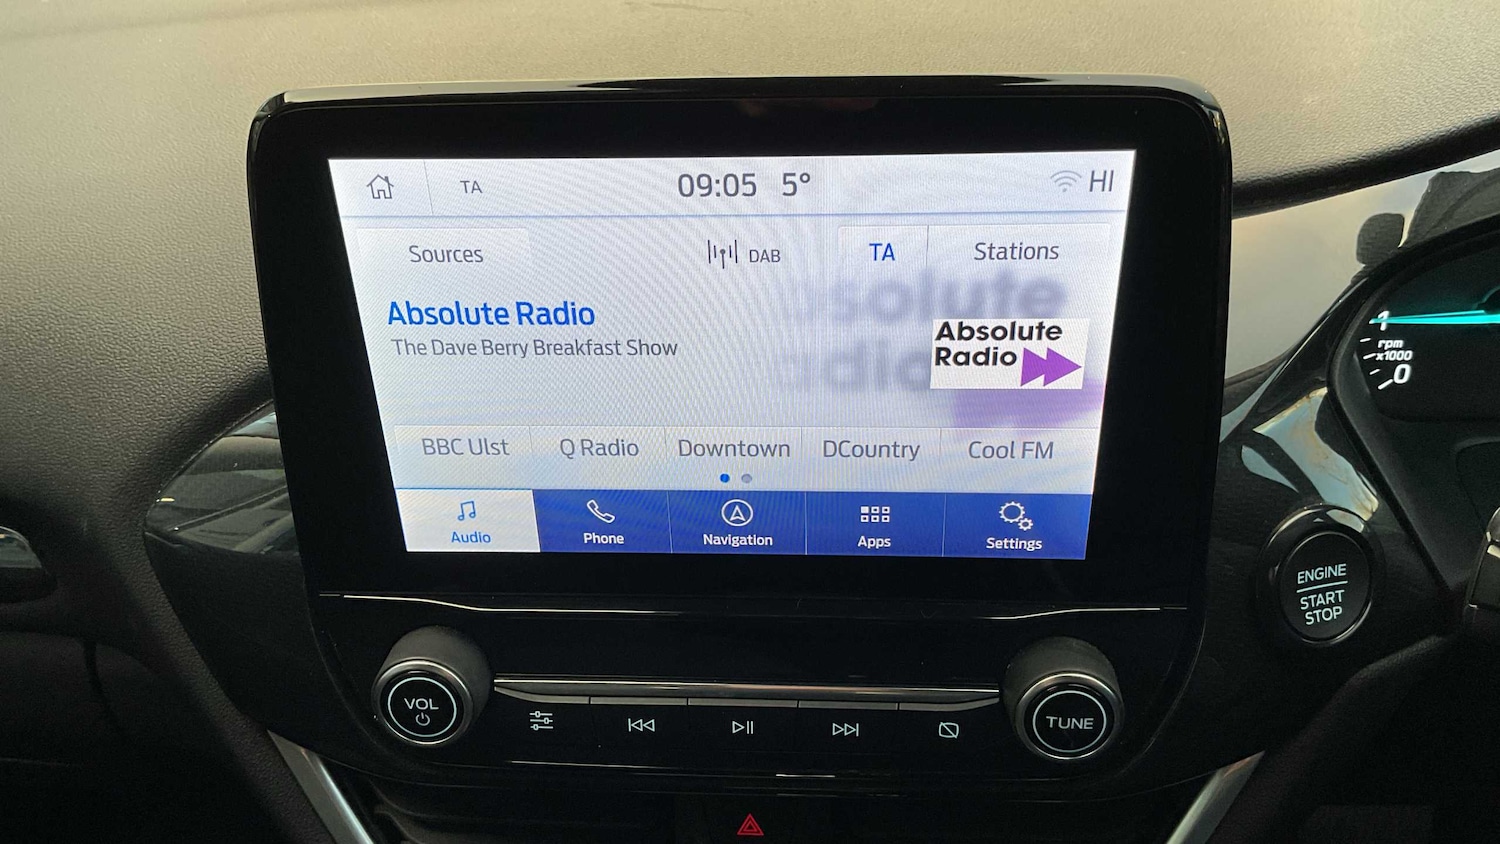 TA
09:05 5°
HI
Sources
DAB
TA
Stations
Absolute Radio
The Dave Berry Breakfast Show
Absolute
Radio
BBC Ulst
Q Radio
Downtown
DCountry
Cool FM
Audio
Phone
Navigation
Apps
Settings
VOL
TUNE
1
rpm
x1000
0
ENGINE
START
STOP